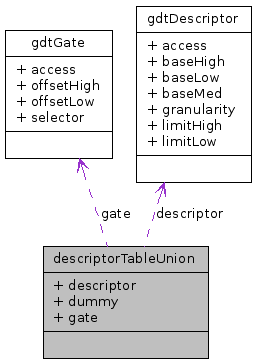 gdtGate
+ access
+ offsetHigh
+ offsetLow
+ selector
gdtDescriptor
+ access
+ baseHigh
+ baseLow
+ baseMed
+ granularity
+ limitHigh
+ limitLow
gate
descriptor
descriptorTableUnion
+ descriptor
+ dummy
+ gate